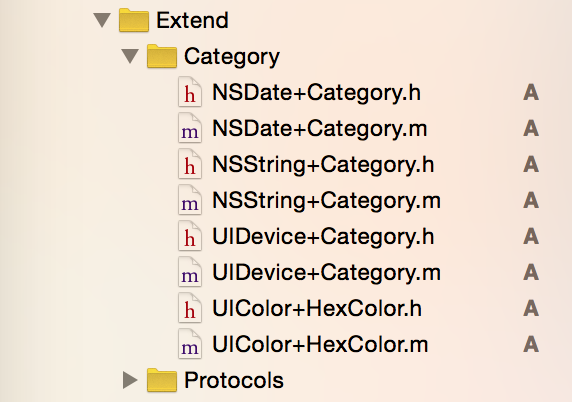 Extend
Category
h NSDate+Category.h A
m NSDate+Category.m A
h NSString+Category.h A
m NSString+Category.m A
h UIDevice+Category.h A
m UIDevice+Category.m A
h UIColor+HexColor.h A
m UIColor+HexColor.m A
Protocols